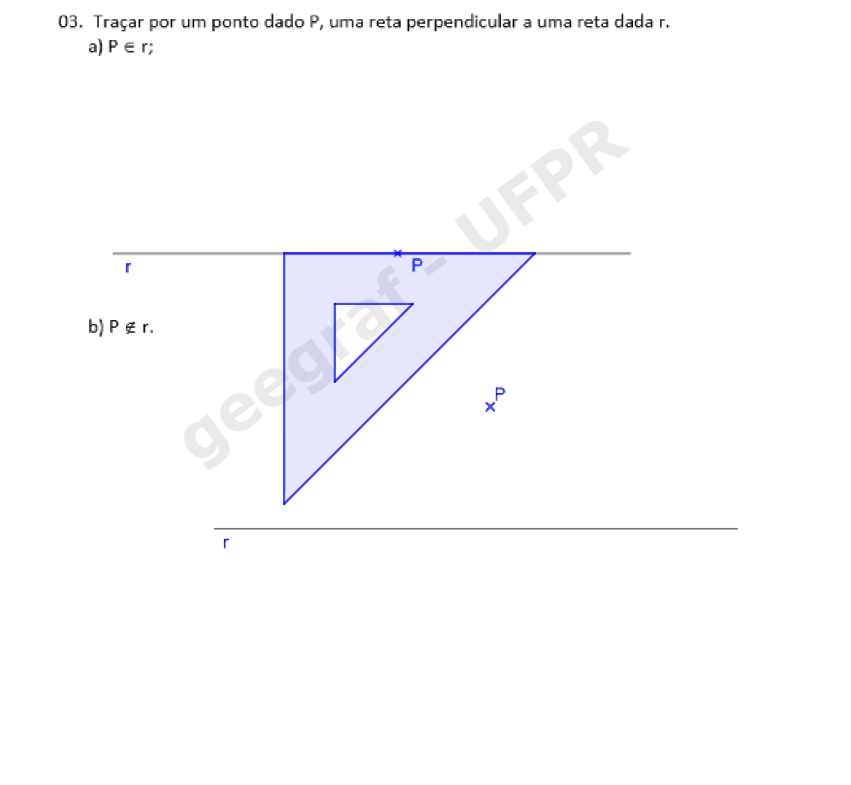 03. Traçar por um ponto dado P, uma reta perpendicular a uma reta dada r.
a) P ∈ r;
geegraf - UFPR
r
P
b) P ∉ r.
P
r